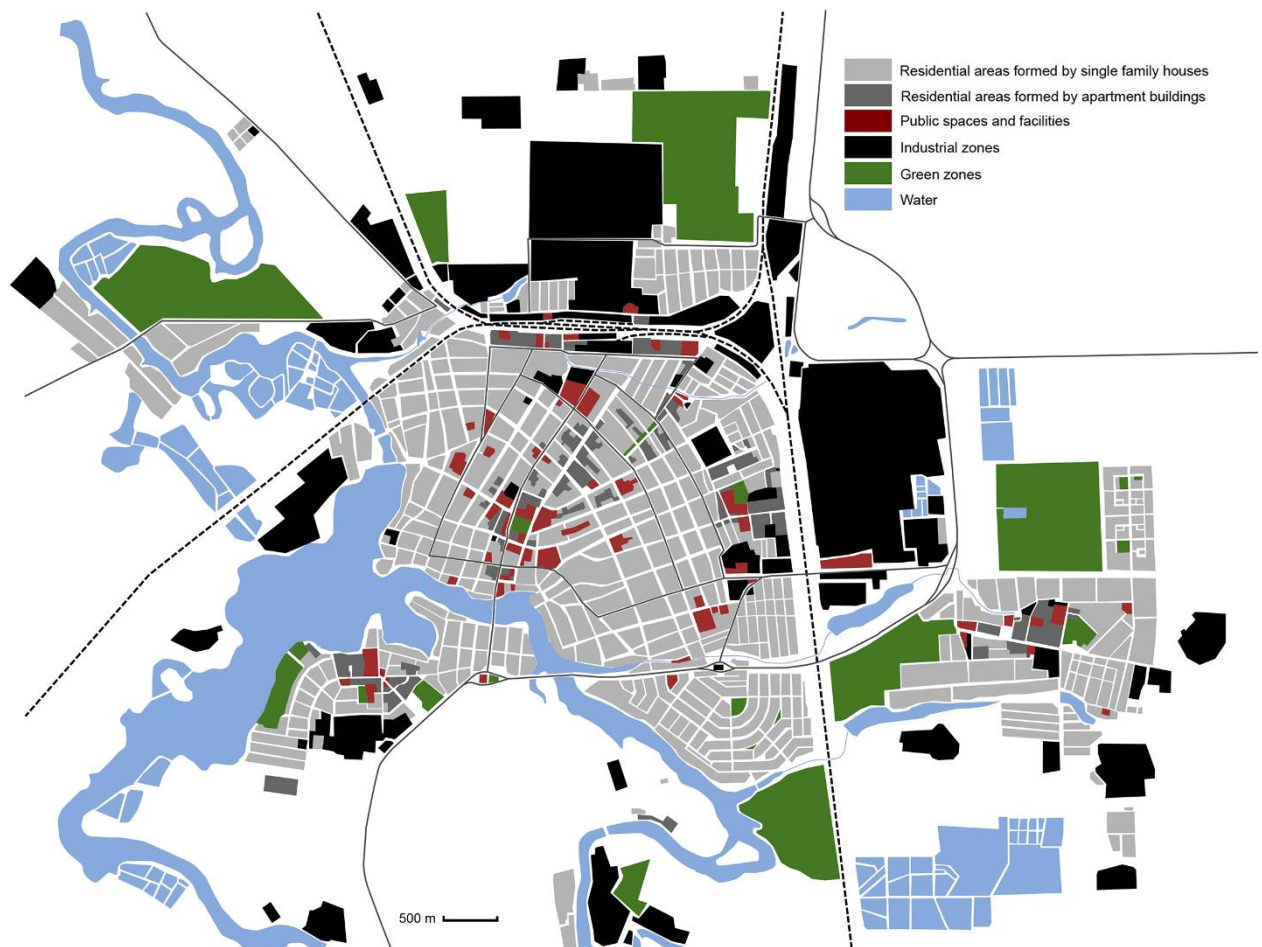 Residential areas formed by single family houses
Residential areas formed by apartment buildings
Public spaces and facilities
Industrial zones
Green zones
Water
500 m